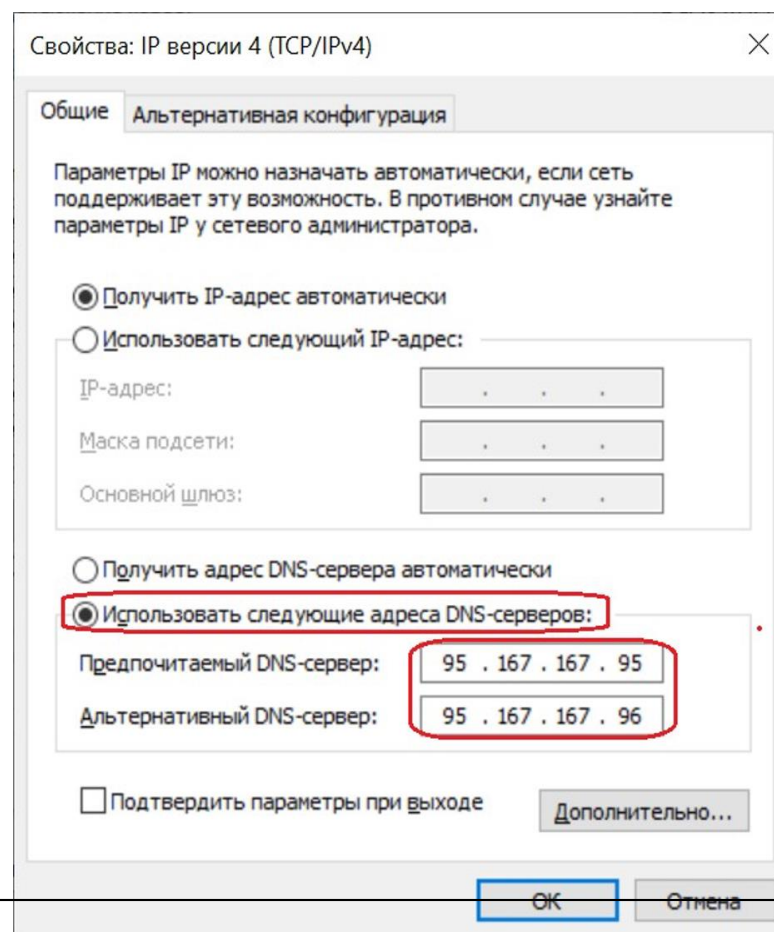 Свойства: IP версии 4 (TCP/IPv4)
Общие
Альтернативная конфигурация
Параметры IP можно назначать автоматически, если сеть
поддерживает эту возможность. В противном случае узнайте
параметры IP у сетевого администратора.
Получить IP-адрес автоматически
Использовать следующий IP-адрес:
IP-адрес:
Маска подсети:
Основной шлюз:
Получить адрес DNS-сервера автоматически
Использовать следующие адреса DNS-серверов:
Предпочитаемый DNS-сервер: 95 . 167 . 167 . 95
Альтернативный DNS-сервер: 95 . 167 . 167 . 96
Подтвердить параметры при выходе
Дополнительно...
ОК Отмена